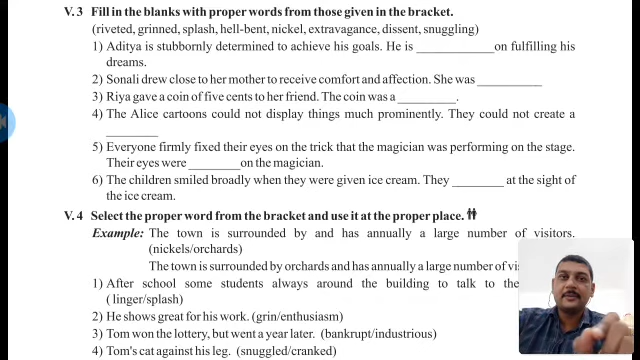 V. 3 Fill in the blanks with proper words from those given in the bracket.
(riveted, grinned, splash, hell-bent, nickel, extravagance, dissent, snuggling)
1) Aditya is stubbornly determined to achieve his goals. He is ____________ on fulfilling his
dreams.
2) Sonali drew close to her mother to receive comfort and affection. She was __________
3) Riya gave a coin of five cents to her friend. The coin was a _________.
4) The Alice cartoons could not display things much prominently. They could not create a
________
5) Everyone firmly fixed their eyes on the trick that the magician was performing on the stage.
Their eyes were ________ on the magician.
6) The children smiled broadly when they were given ice cream. They ________ at the sight of
the ice cream.
V. 4 Select the proper word from the bracket and use it at the proper place.
Example: The town is surrounded by and has annually a large number of visitors.
(nickels/orchards)
The town is surrounded by orchards and has annually a large number of
1) After school some students always around the building to talk to the
( linger/splash)
2) He shows great for his work. (grin/enthusiasm)
3) Tom won the lottery, but went a year later. (bankrupt/industrious)
4) Tom's cat against his leg. (snuggled/cranked)